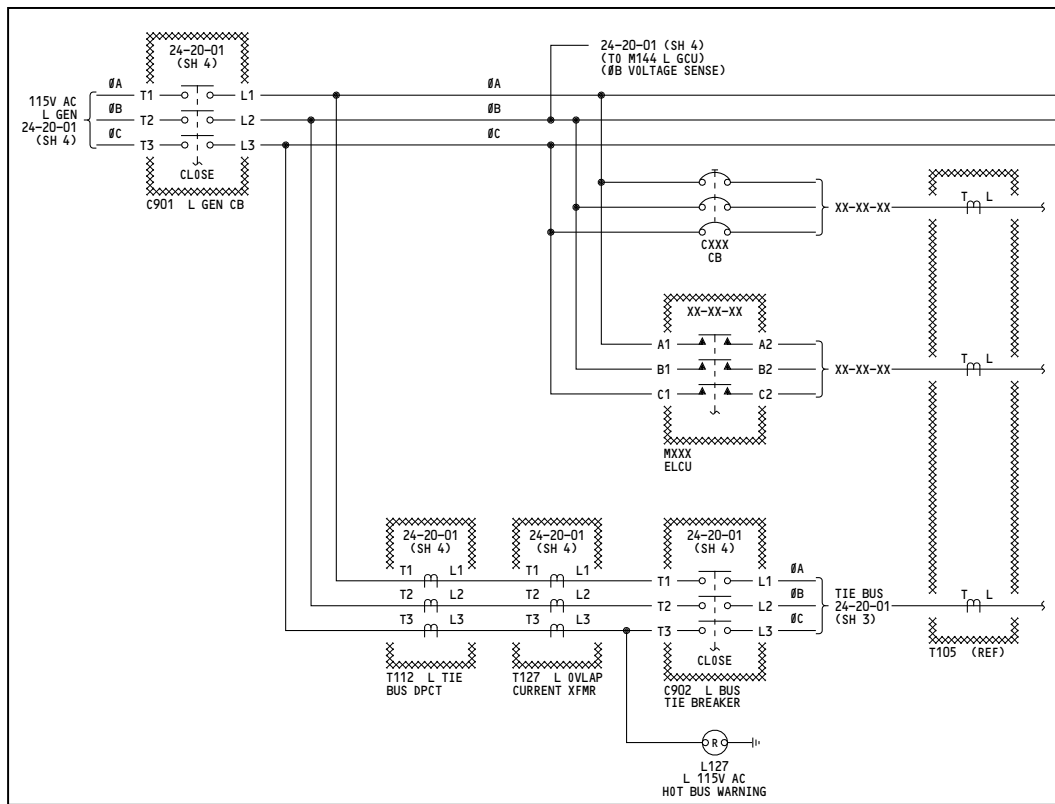 24-20-01
(SH 4)
115V AC
L GEN
24-20-01
(SH 4)
ØA
T1
L1
ØB
T2
L2
ØC
T3
L3
CLOSE
C901 L GEN CB
24-20-01 (SH 4)
(TO M144 L GCU)
(ØB VOLTAGE SENSE)
ØA
ØB
ØC
CXXX
CB
XX-XX-XX
T L
XX-XX-XX
A1
A2
B1
B2
C1
C2
MXXX
ELCU
XX-XX-XX
T L
24-20-01
(SH 4)
T1
L1
T2
L2
T3
L3
T112 L TIE
BUS DPCT
24-20-01
(SH 4)
T1
L1
T2
L2
T3
L3
T127 L OVLAP
CURRENT XFMR
24-20-01
(SH 4)
T1
L1
T2
L2
T3
L3
CLOSE
C902 L BUS
TIE BREAKER
ØA
ØB
ØC
TIE BUS
24-20-01
(SH 3)
T L
T105 (REF)
R
L127
L 115V AC
HOT BUS WARNING